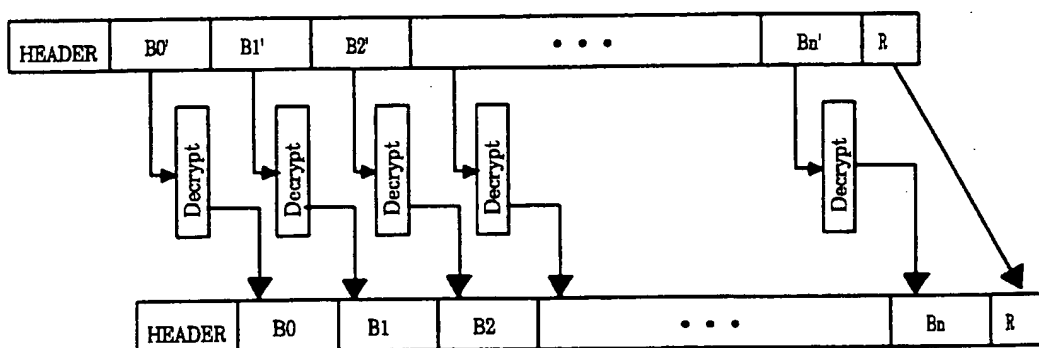 HEADER B0' B1' B2' • • • Bn' R
Decrypt Decrypt Decrypt Decrypt Decrypt
HEADER B0 B1 B2 • • • Bn R